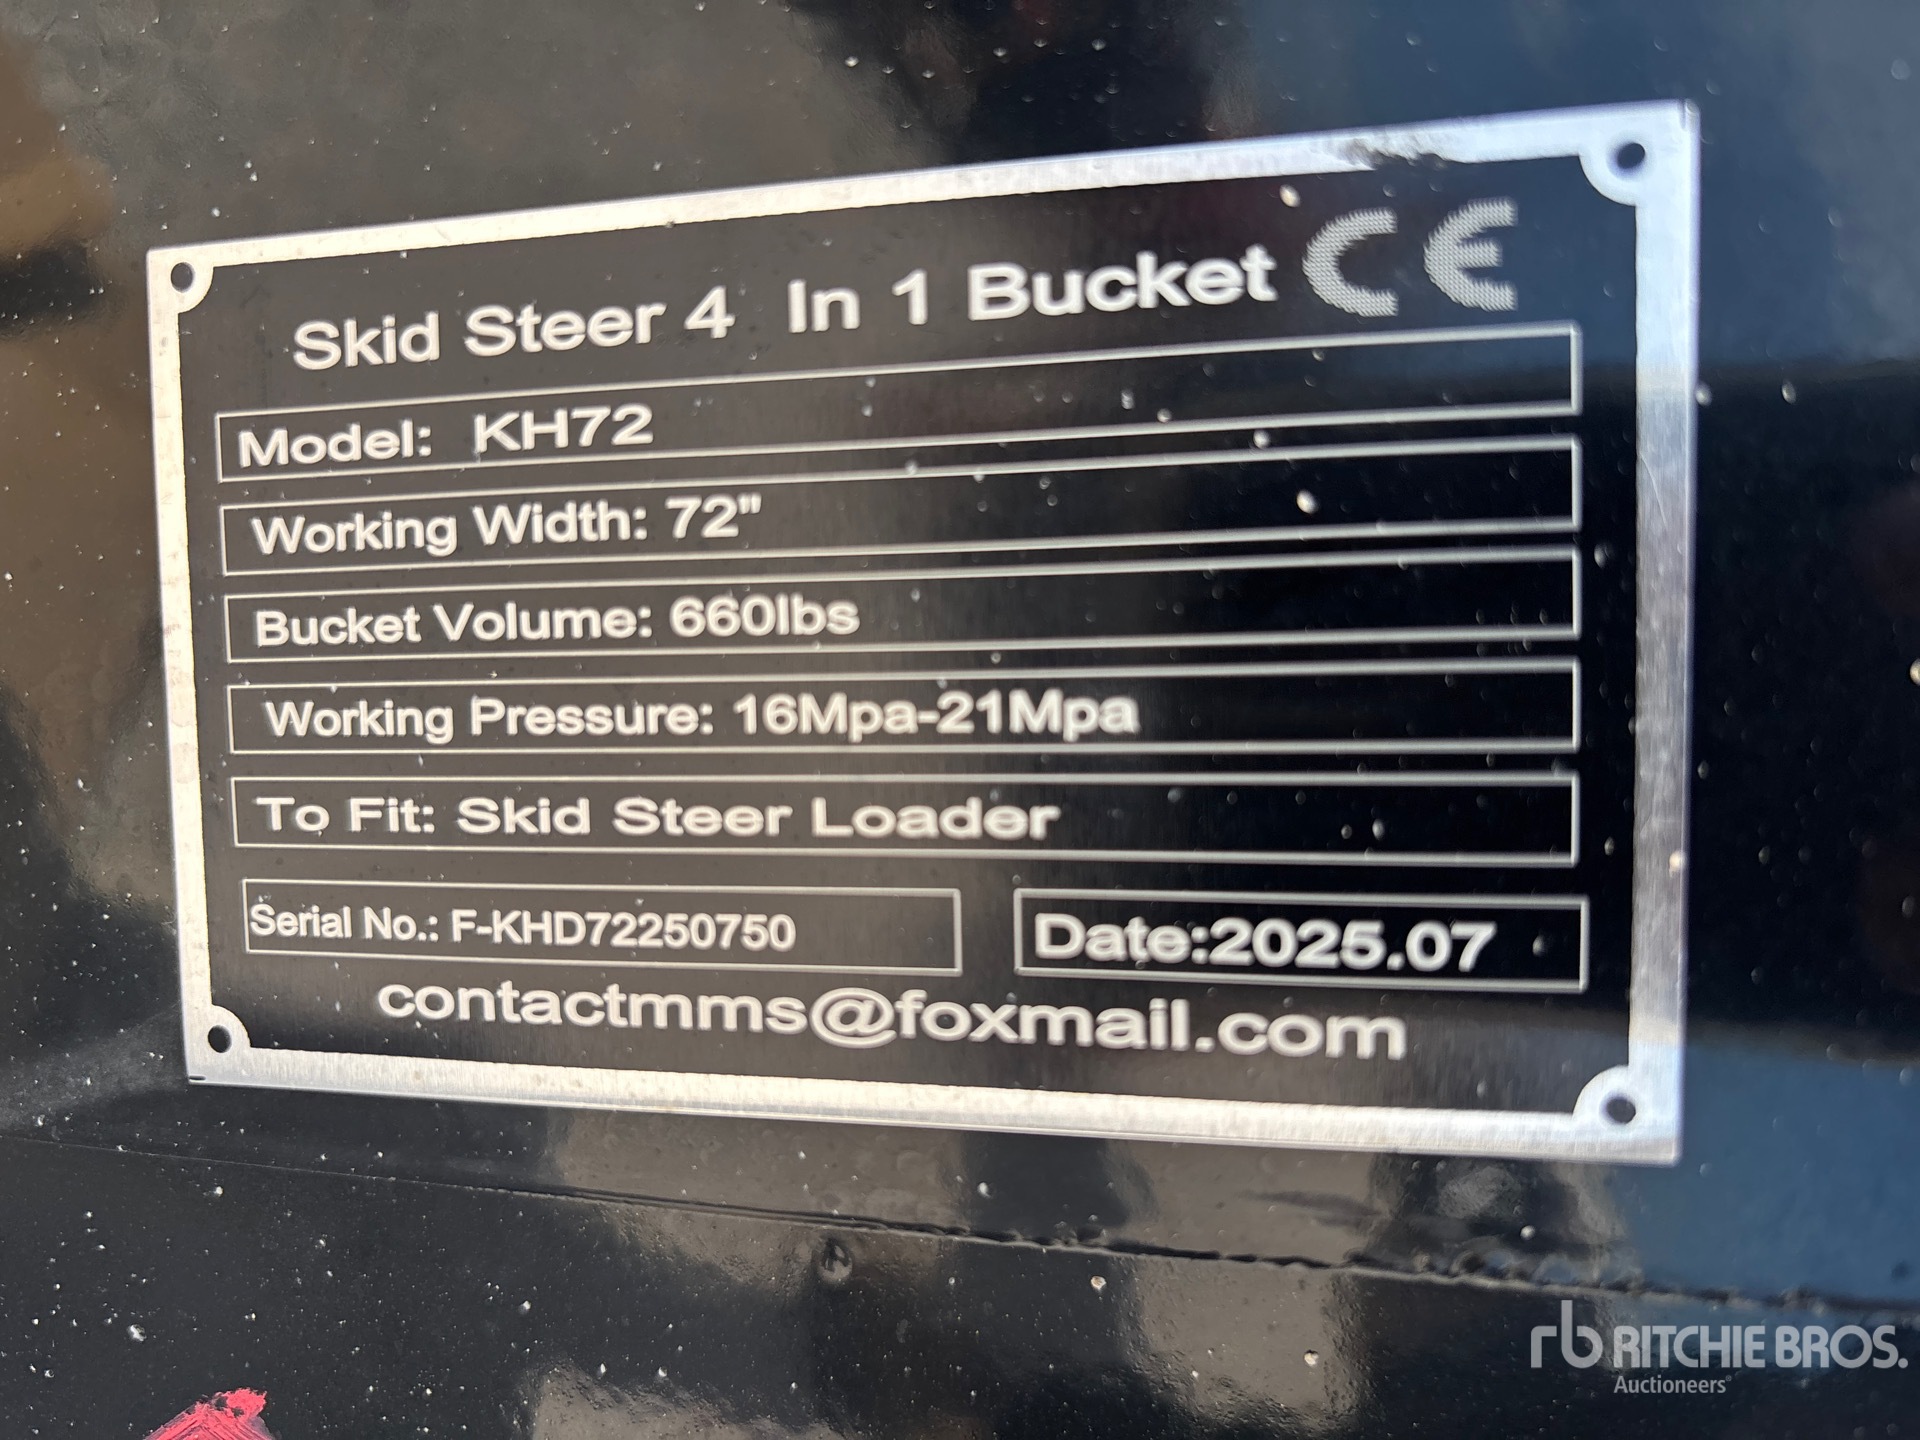 Skid Steer 4 In 1 Bucket CE
Model: KH72
Working Width: 72"
Bucket Volume: 660lbs
Working Pressure: 16Mpa-21Mpa
To Fit: Skid Steer Loader
Serial No.: F-KHD72250750
Date:2025.07
contactmms@foxmail.com
rb RITCHIE BROS.
Auctioneers